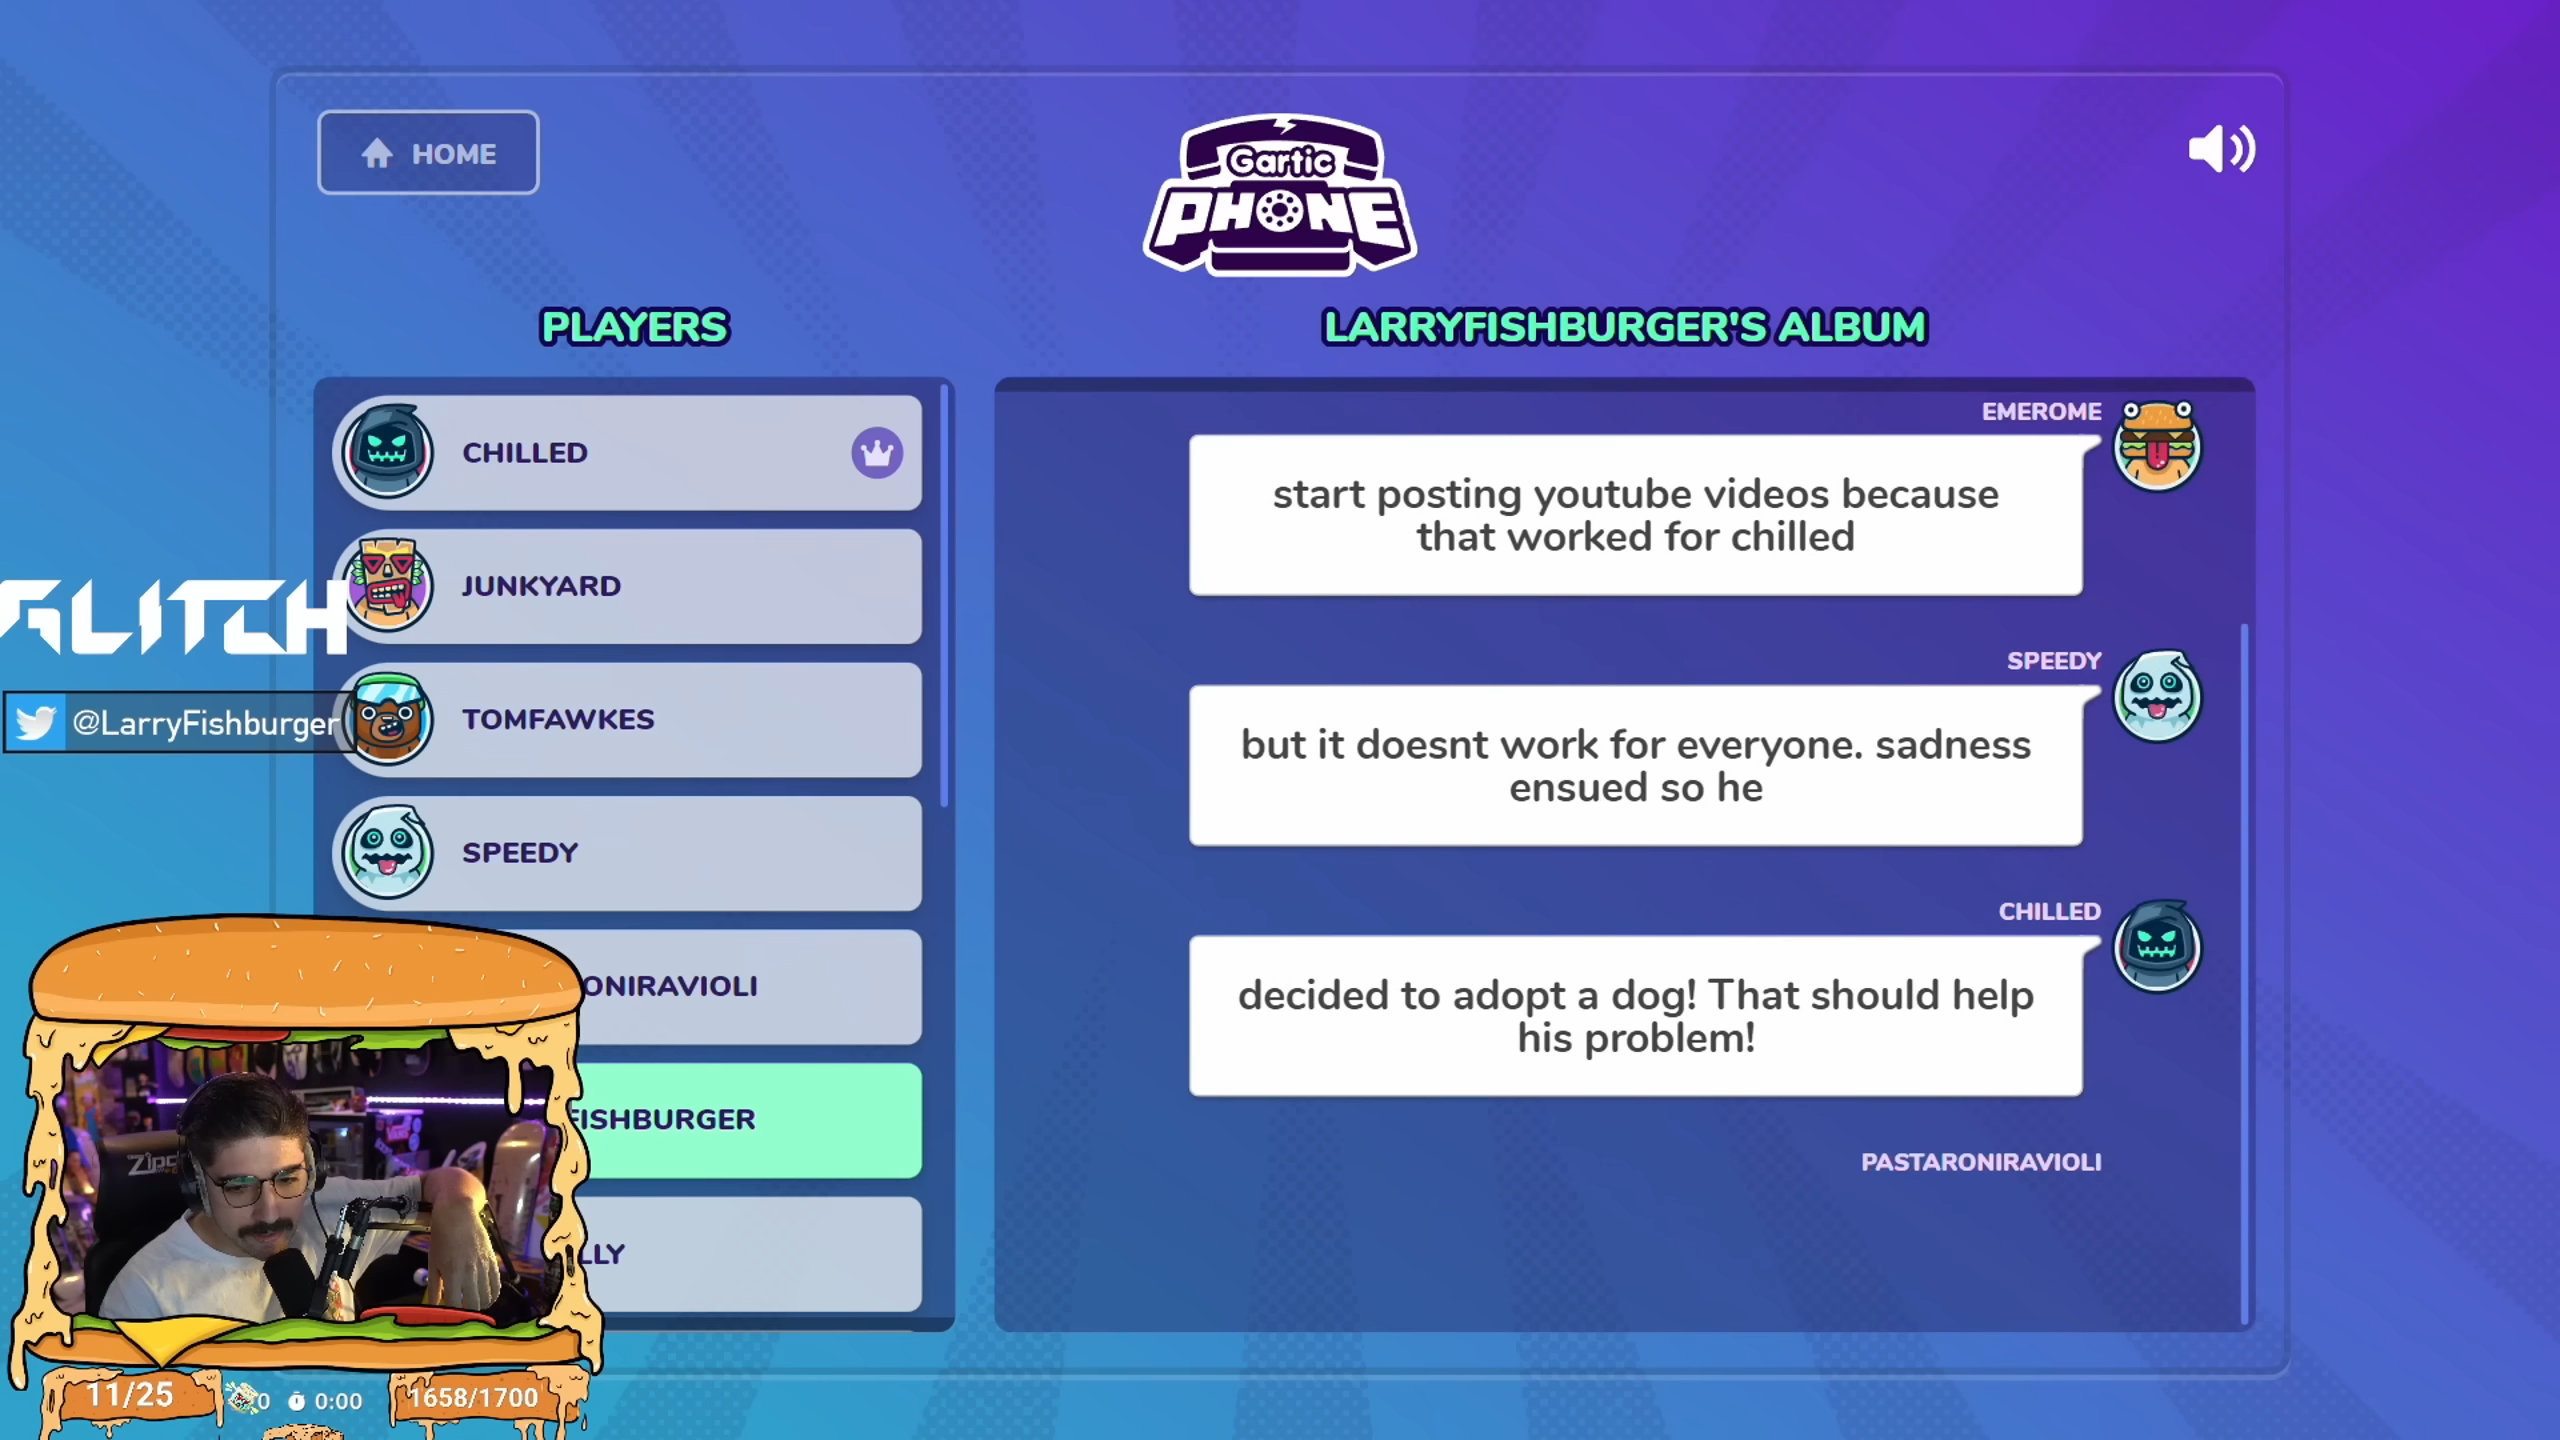 HOME
Gartic
PHONE
PLAYERS
CHILLED
JUNKYARD
TOMFAWKES
SPEEDY
ONIRAVIOLI
FISHBURGER
LLY
GLITCH
@LarryFishburger
11/25
0
0:00
1658/1700
LARRYFISHBURGER'S ALBUM
EMEROME
start posting youtube videos because
that worked for chilled
SPEEDY
but it doesnt work for everyone. sadness
ensued so he
CHILLED
decided to adopt a dog! That should help
his problem!
PASTARONIRAVIOLI